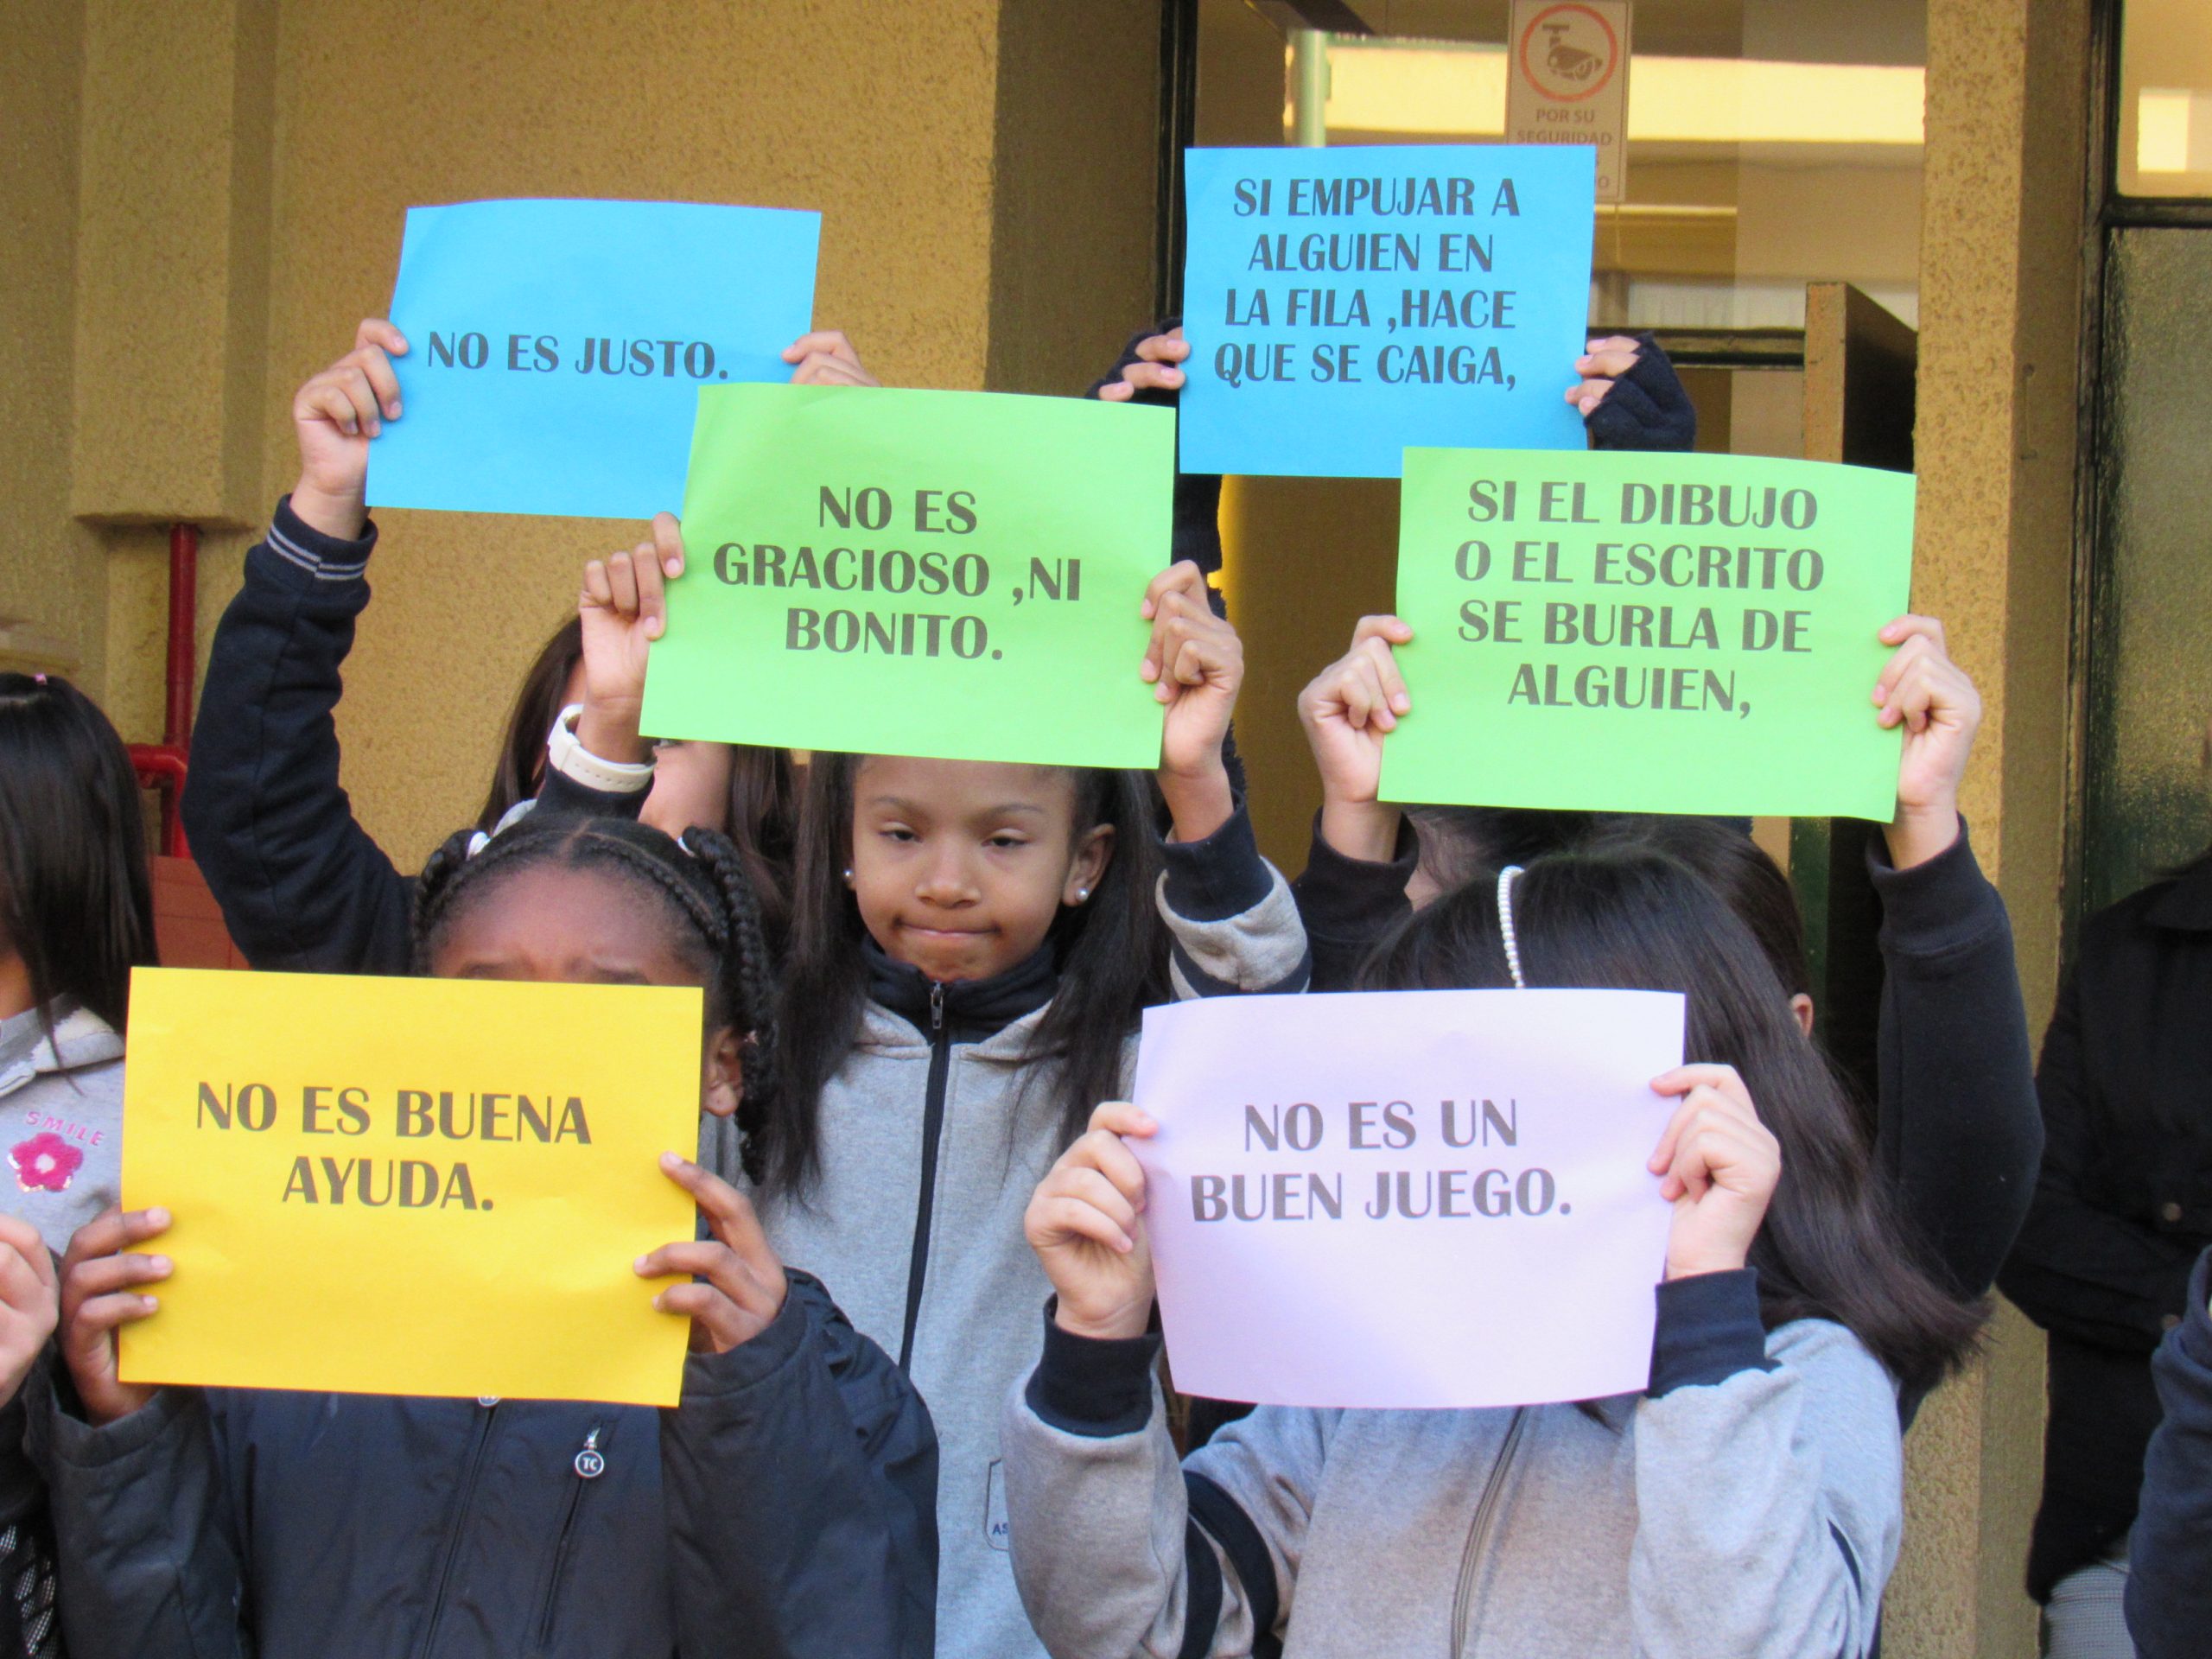 POR SU
SEGURIDAD
SI EMPUJAR A
ALGUIEN EN
LA FILA ,HACE
QUE SE CAIGA,
NO ES JUSTO.
SI EL DIBUJO
O EL ESCRITO
SE BURLA DE
ALGUIEN,
NO ES
GRACIOSO ,NI
BONITO.
NO ES BUENA
AYUDA.
NO ES UN
BUEN JUEGO.
SMILE
TC